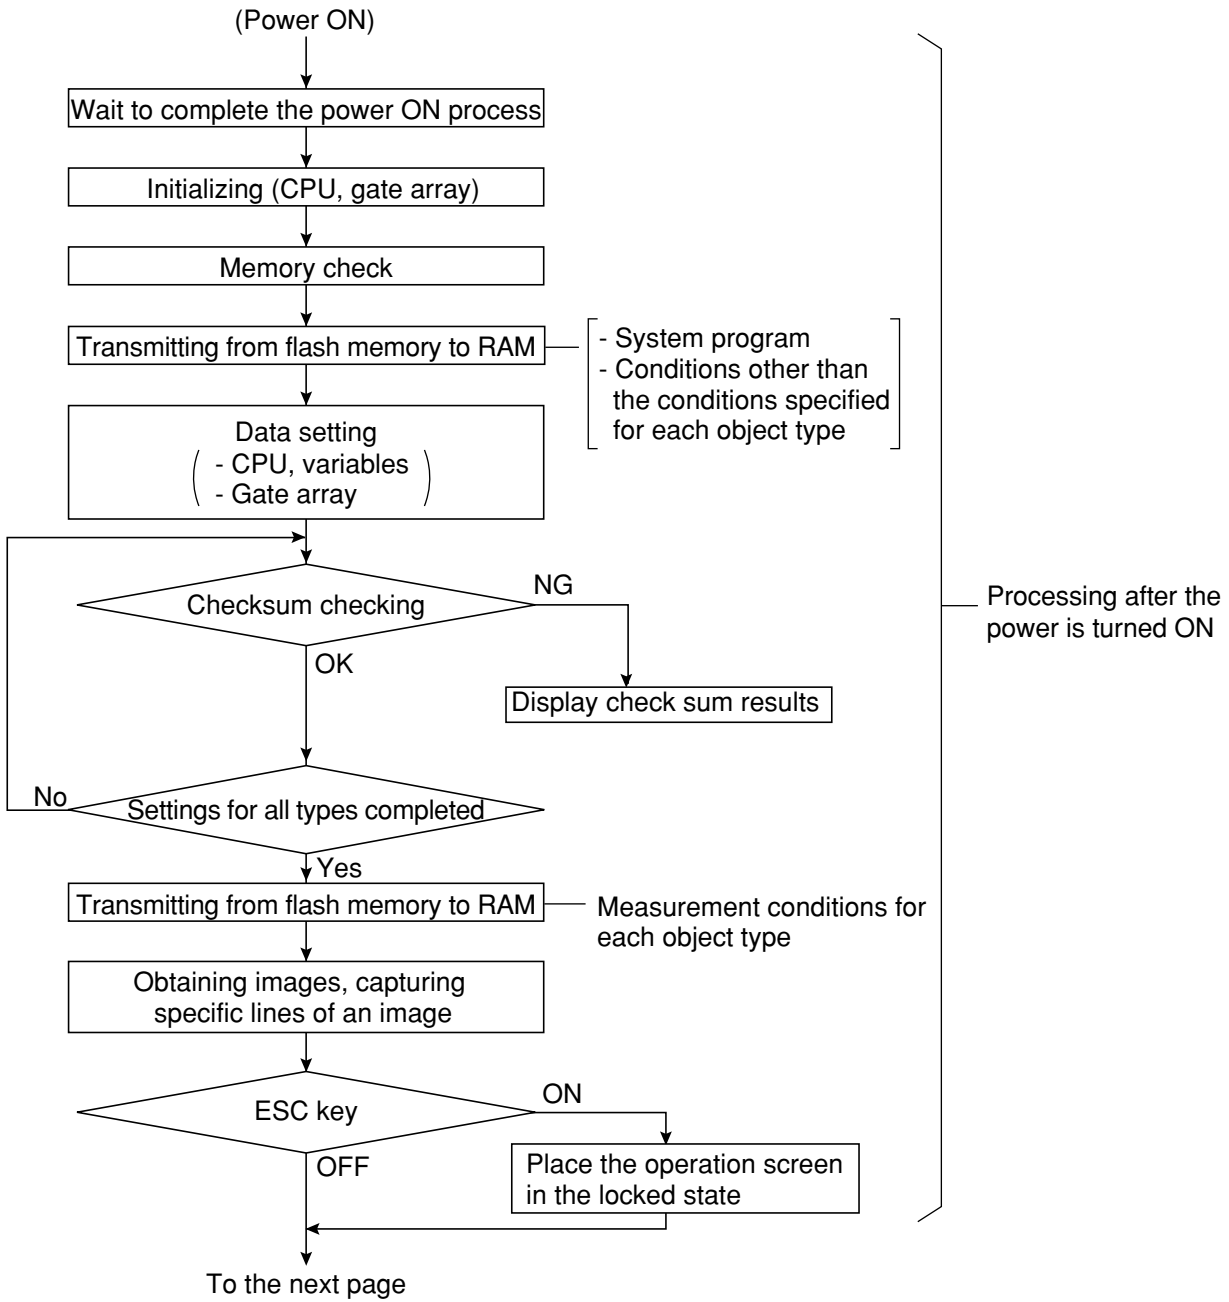 (Power ON)
Wait to complete the power ON process
Initializing (CPU, gate array)
Memory check
Transmitting from flash memory to RAM
- System program
- Conditions other than
the conditions specified
for each object type
Data setting
- CPU, variables
- Gate array
Checksum checking
NG
OK
Display check sum results
Processing after the
power is turned ON
No
Settings for all types completed
Yes
Transmitting from flash memory to RAM
Measurement conditions for
each object type
Obtaining images, capturing
specific lines of an image
ESC key
ON
OFF
Place the operation screen
in the locked state
To the next page